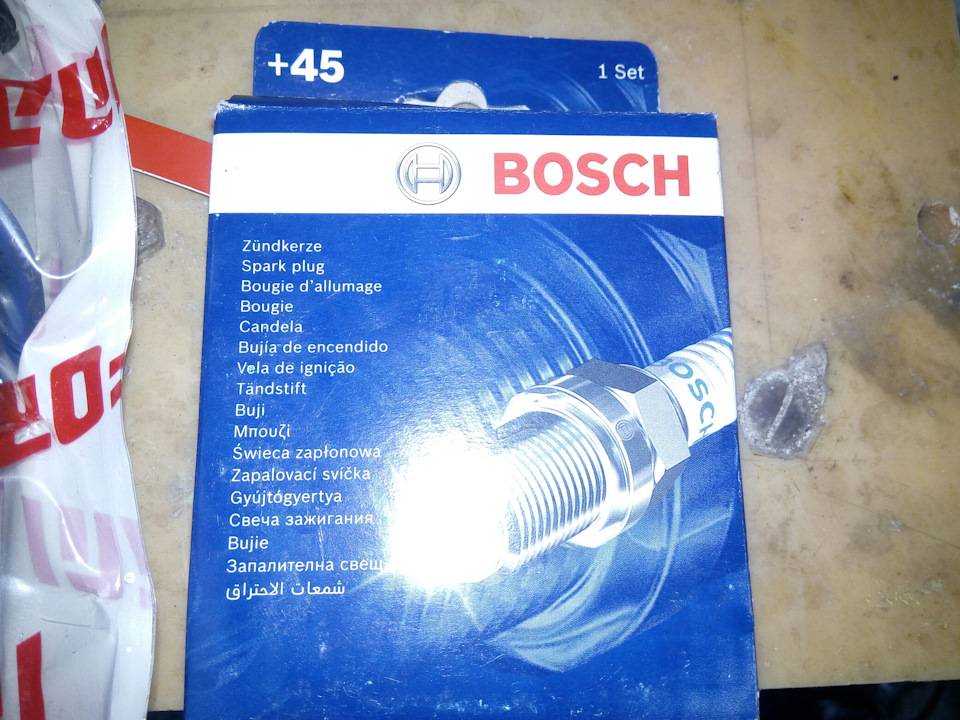 +45
1 Set
BOSCH
Zündkerze
Spark plug
Bougie d'allumage
Bougie
Candela
Bujía de encendido
Vela de ignição
Tändstift
Buji
Μπουζί
Świeca zapłonowa
Zapalovací svíčka
Gyújtógyertya
Свеча зажигания
Bujie
Запалителна свещ
شمعات الاحتراق